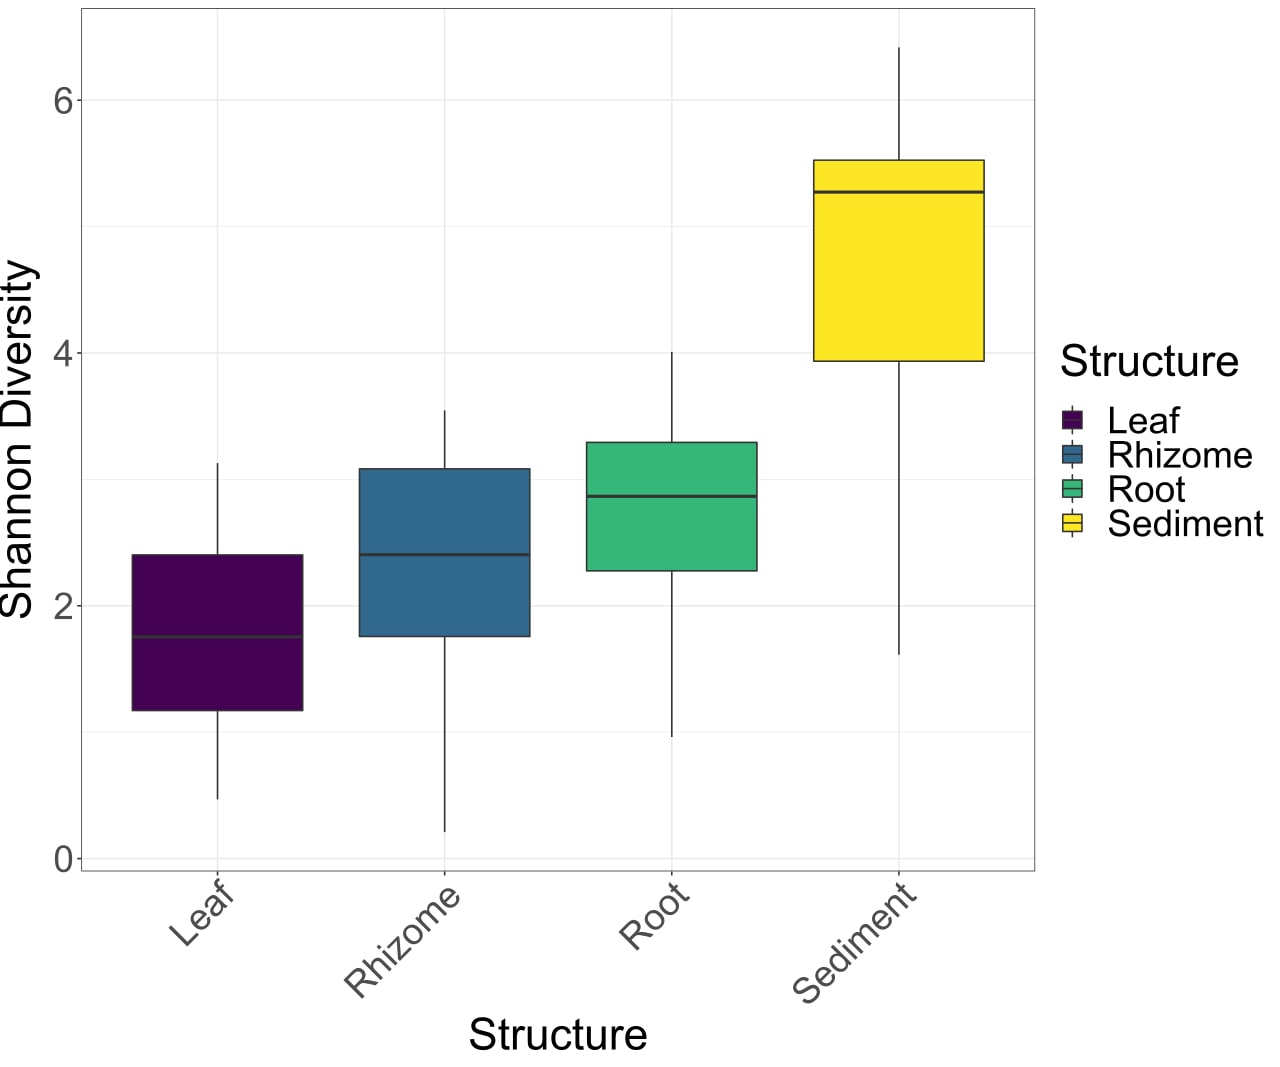 Shannon Diversity
6
4
2
0
Leaf
Rhizome
Root
Sediment
Structure
Structure
Leaf
Rhizome
Root
Sediment